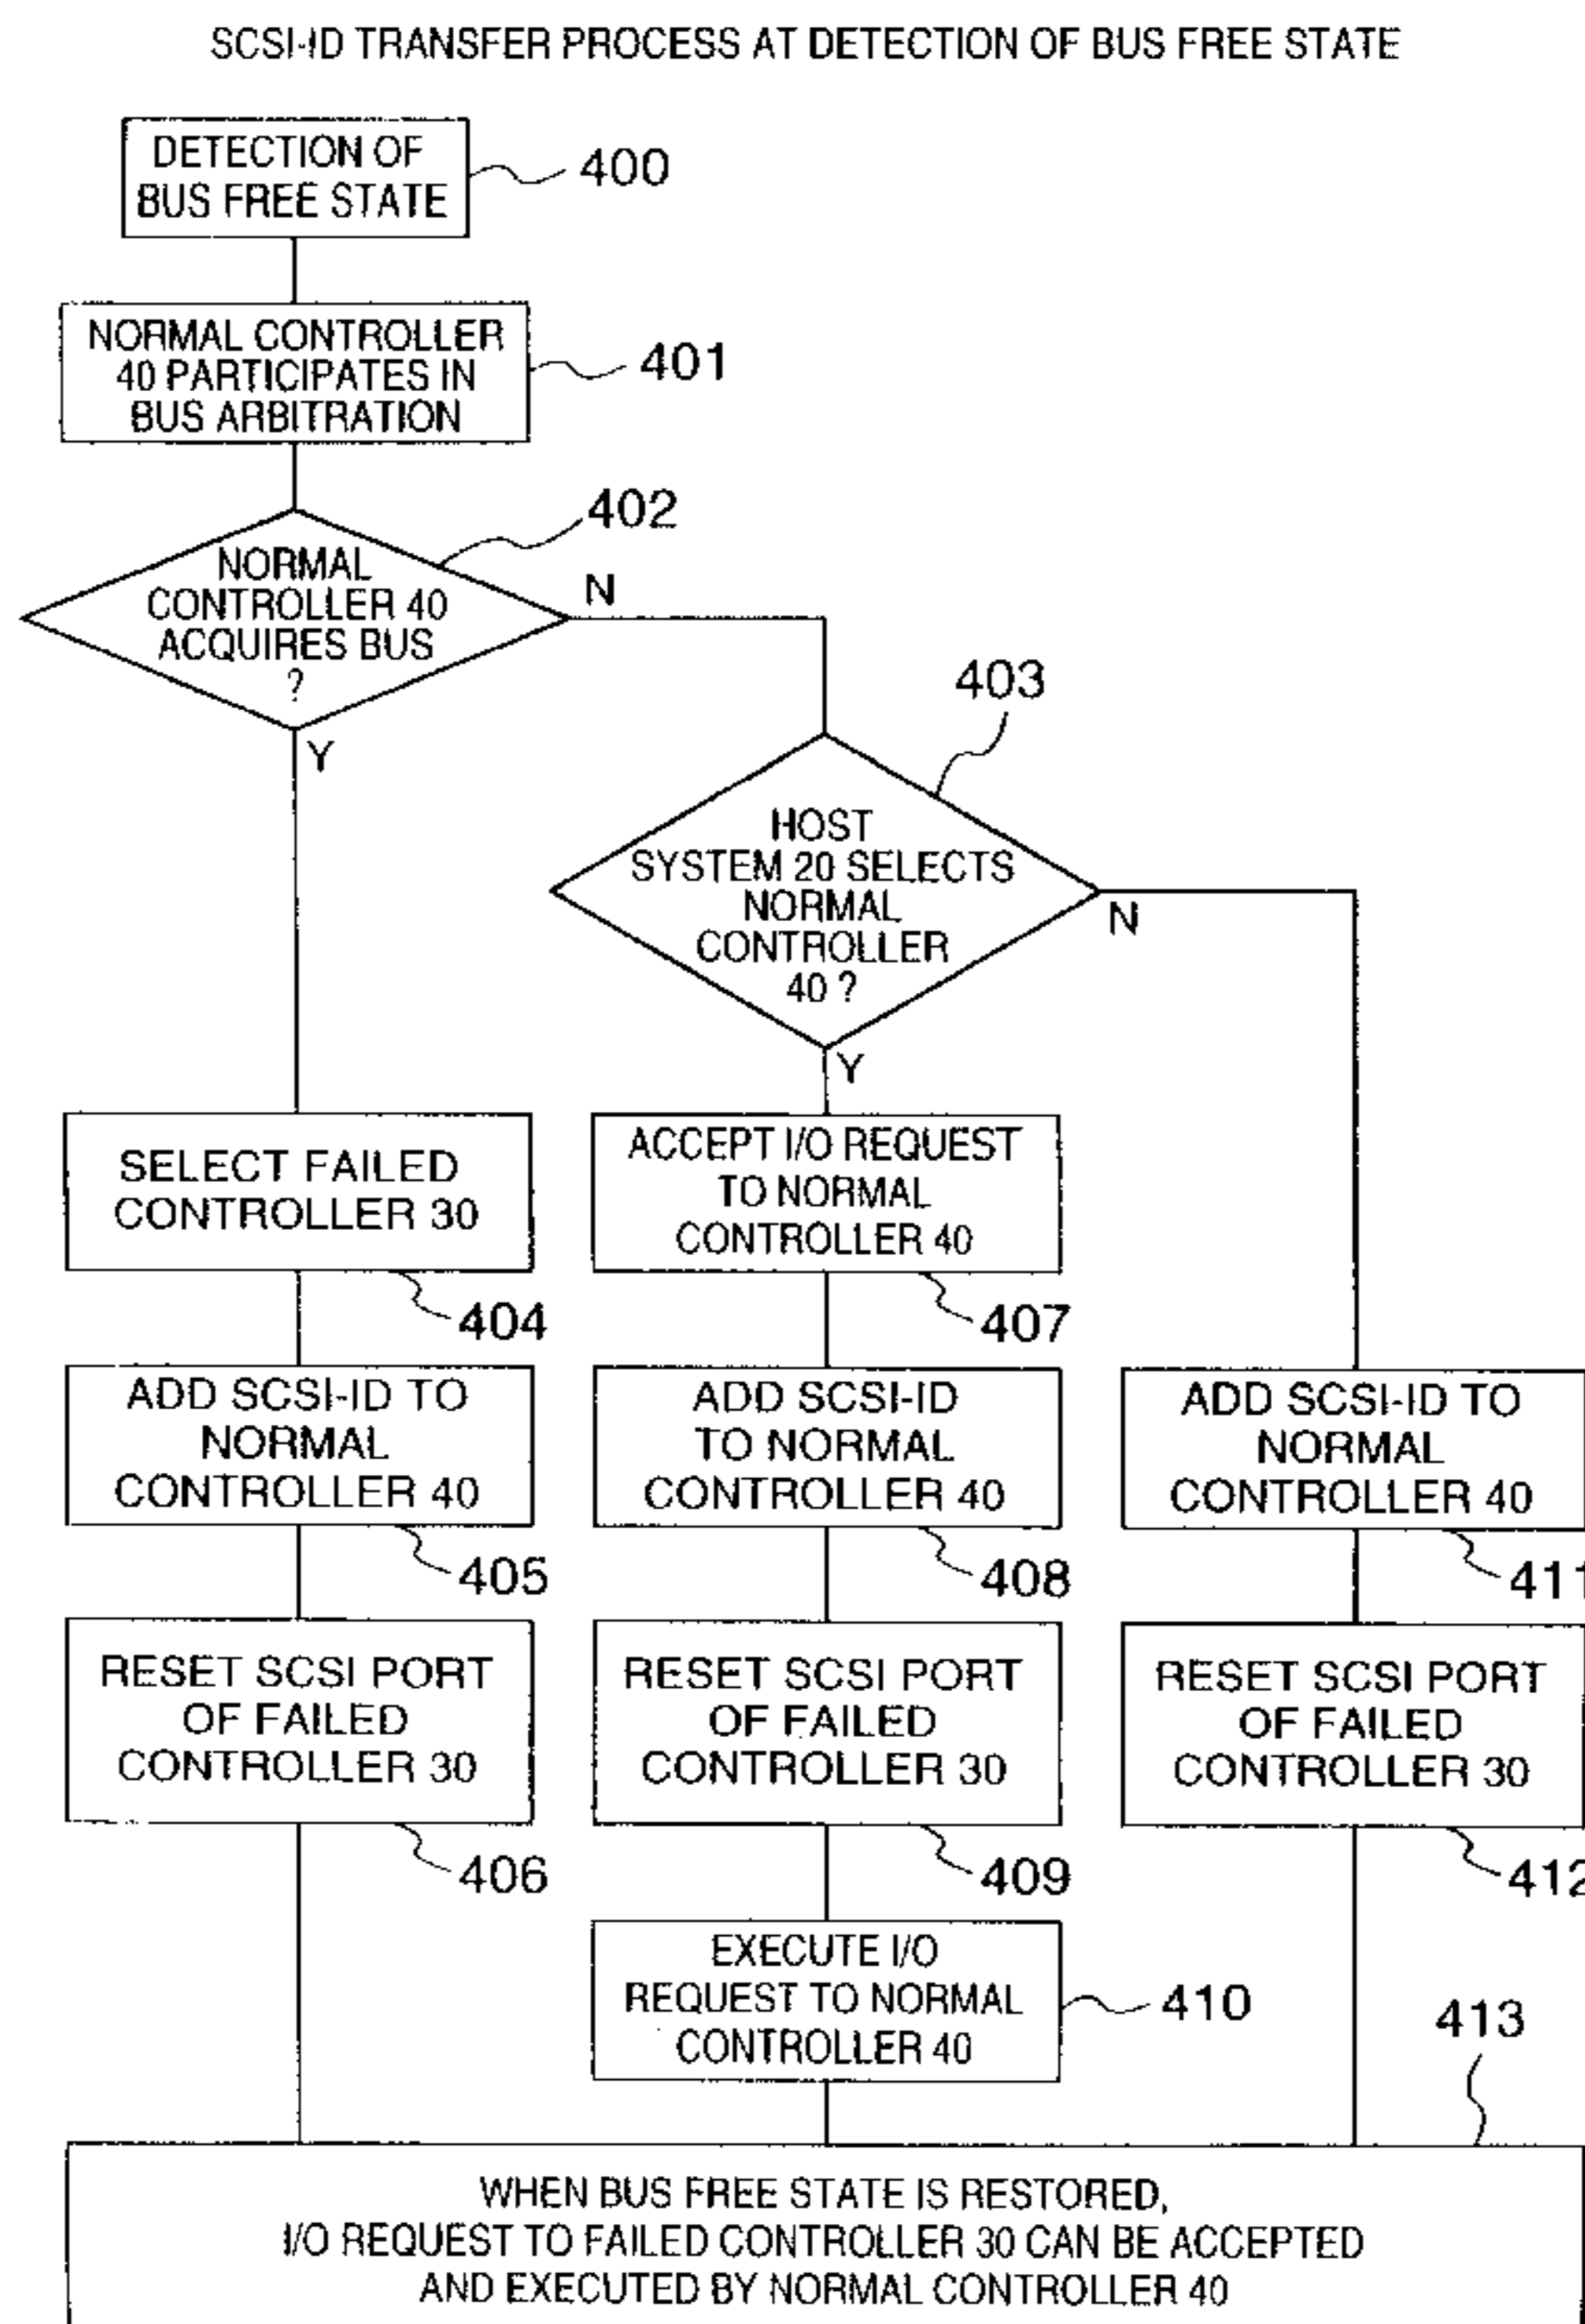 SCSI-ID TRANSFER PROCESS AT DETECTION OF BUS FREE STATE
DETECTION OF
BUS FREE STATE
400
NORMAL CONTROLLER
40 PARTICIPATES IN
BUS ARBITRATION
401
402
NORMAL
CONTROLLER 40
ACQUIRES BUS
?
N
Y
403
HOST
SYSTEM 20 SELECTS
NORMAL
CONTROLLER
40 ?
N
Y
SELECT FAILED
CONTROLLER 30
404
ADD SCSI-ID TO
NORMAL
CONTROLLER 40
405
RESET SCSI PORT
OF FAILED
CONTROLLER 30
406
ACCEPT I/O REQUEST
TO NORMAL
CONTROLLER 40
407
ADD SCSI-ID
TO NORMAL
CONTROLLER 40
408
RESET SCSI PORT
OF FAILED
CONTROLLER 30
409
EXECUTE I/O
REQUEST TO NORMAL
CONTROLLER 40
410
ADD SCSI-ID TO
NORMAL
CONTROLLER 40
411
RESET SCSI PORT
OF FAILED
CONTROLLER 30
412
413
WHEN BUS FREE STATE IS RESTORED,
I/O REQUEST TO FAILED CONTROLLER 30 CAN BE ACCEPTED
AND EXECUTED BY NORMAL CONTROLLER 40